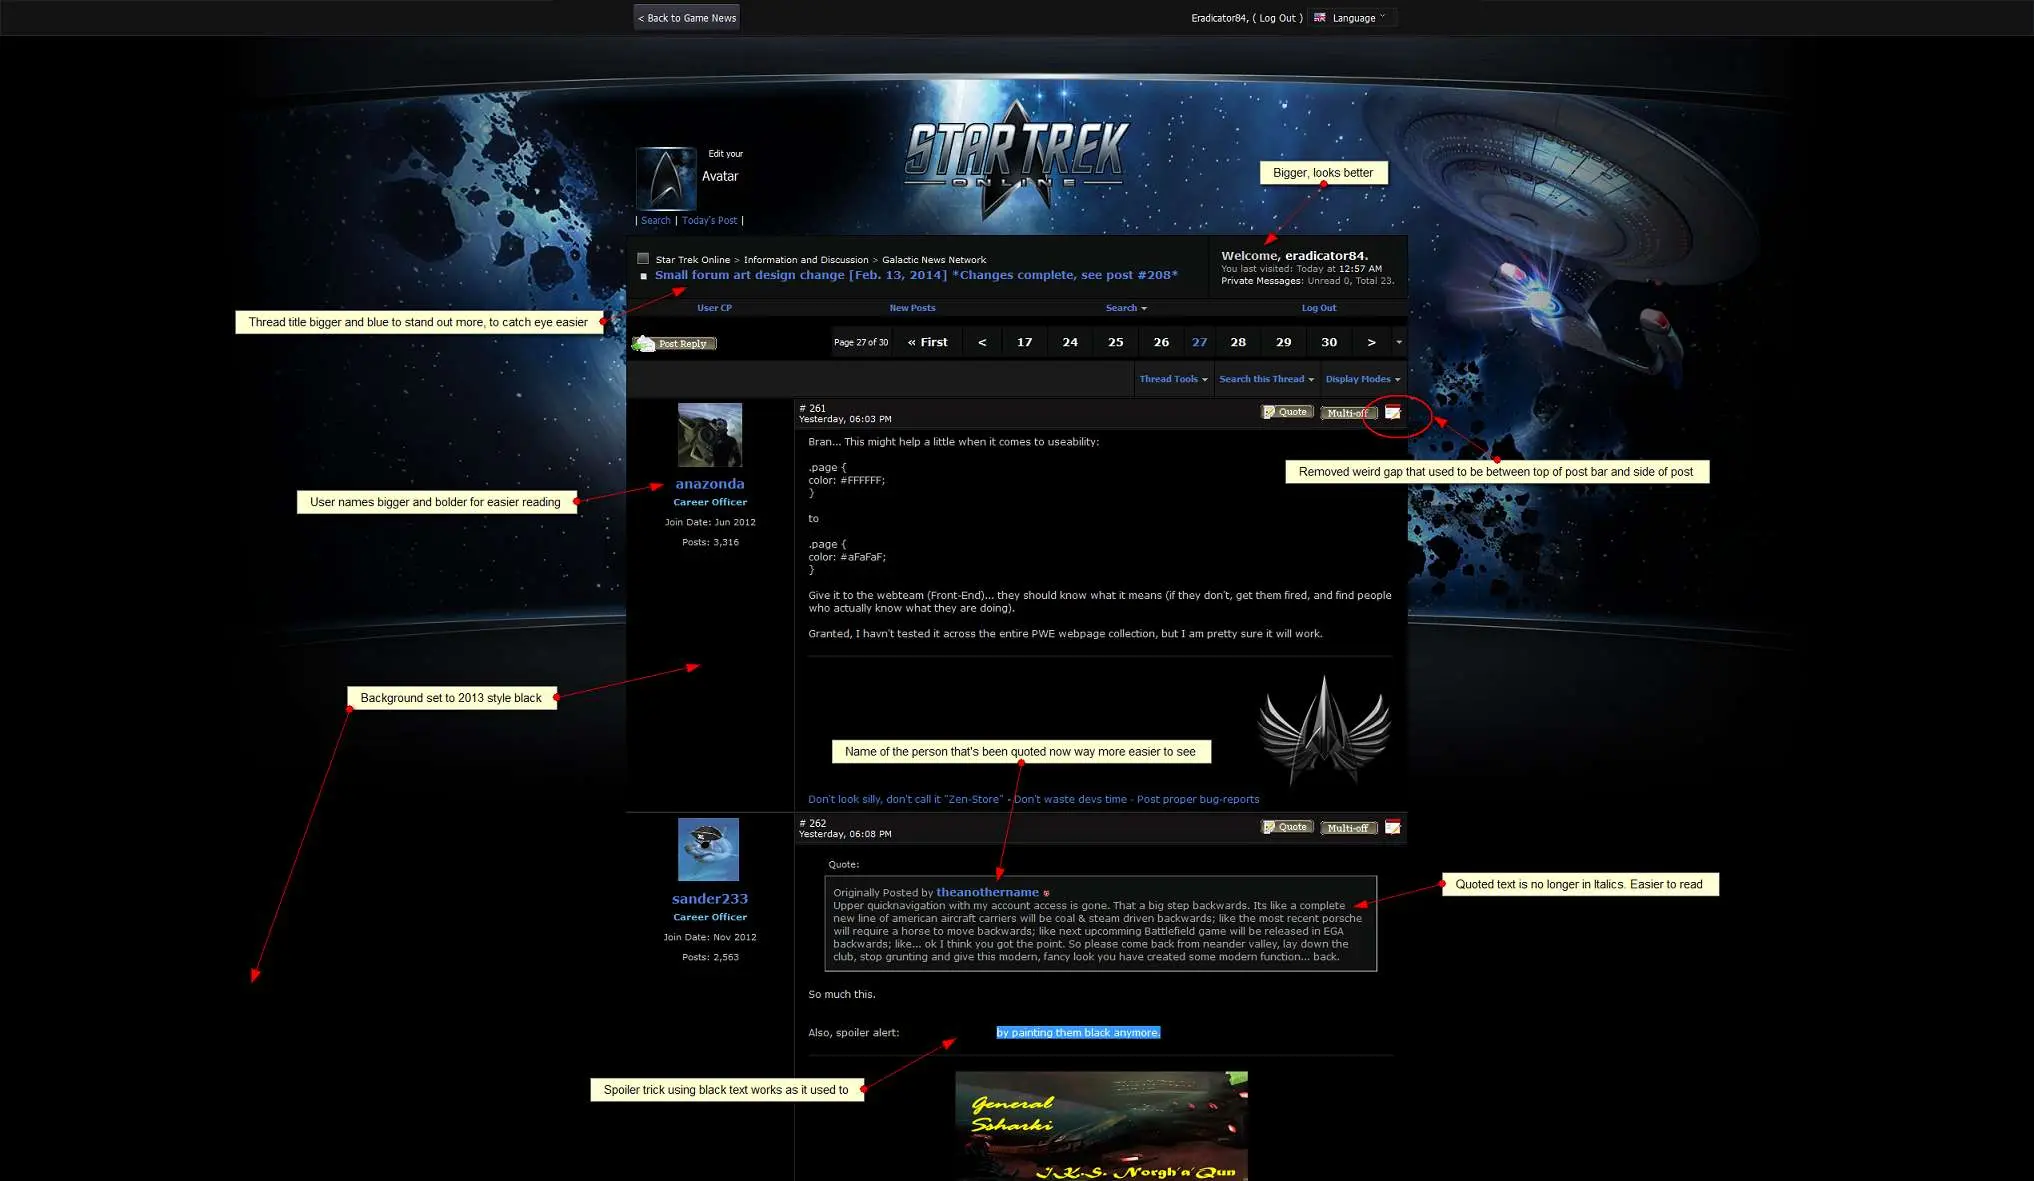 < Back to Game News
Eradicator84, ( Log Out )
Language
STAR TREK
ONLINE
Edit your
Avatar
| Search | Today's Post |
Bigger, looks better
Star Trek Online > Information and Discussion > Galactic News Network
Small forum art design change [Feb. 13, 2014] *Changes complete, see post #208*
Welcome, eradicator84.
You last visited: Today at 12:57 AM
Private Messages: Unread 0, Total 23.
Thread title bigger and blue to stand out more, to catch eye easier
User CP
New Posts
Search
Log Out
Post Reply
Page 27 of 30
« First
<
17
24
25
26
27
28
29
30
>
Thread Tools
Search this Thread
Display Modes
# 261
Yesterday, 06:03 PM
Quote
Multi-off
Removed weird gap that used to be between top of post bar and side of post
anazonda
Career Officer
Join Date: Jun 2012
Posts: 3,316
User names bigger and bolder for easier reading
Bran... This might help a little when it comes to useability:
.page {
color: #FFFFFF;
}
to
.page {
color: #aFaFaF;
}
Give it to the webteam (Front-End)... they should know what it means (if they don't, get them fired, and find people
who actually know what they are doing).
Granted, I havn't tested it across the entire PWE webpage collection, but I am pretty sure it will work.
Background set to 2013 style black
Name of the person that's been quoted now way more easier to see
Don't look silly, don't call it "Zen-Store" - Don't waste devs time - Post proper bug-reports
# 262
Yesterday, 06:08 PM
Quote
Multi-off
sander233
Career Officer
Join Date: Nov 2012
Posts: 2,563
Quote:
Originally Posted by theanothername
Upper quicknavigation with my account access is gone. That a big step backwards. Its like a complete
new line of american aircraft carriers will be coal & steam driven backwards; like the most recent porsche
will require a horse to move backwards; like next upcomming Battlefield game will be released in EGA
backwards; like... ok I think you got the point. So please come back from neander valley, lay down the
club, stop grunting and give this modern, fancy look you have created some modern function... back.
Quoted text is no longer in Italics. Easier to read
So much this.
Also, spoiler alert:
by painting them black anymore.
Spoiler trick using black text works as it used to
General
Ssharki
I.K.S. Norgh'a'Qun